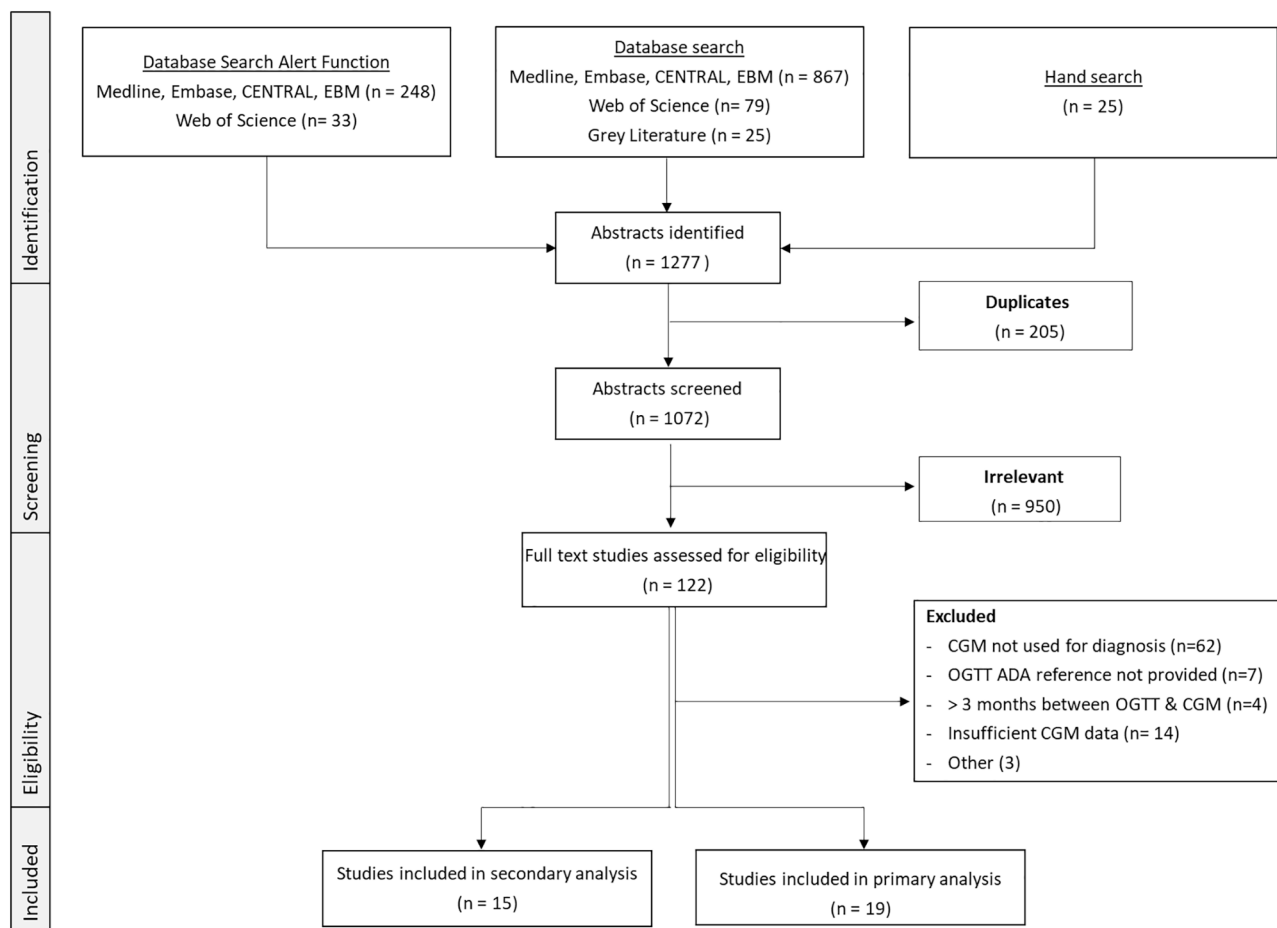 Identification
Database Search Alert Function
Medline, Embase, CENTRAL, EBM (n = 248)
Web of Science (n= 33)
Database search
Medline, Embase, CENTRAL, EBM (n = 867)
Web of Science (n= 79)
Grey Literature (n = 25)
Hand search
(n = 25)
Abstracts identified
(n = 1277 )
Screening
Duplicates
(n = 205)
Abstracts screened
(n = 1072)
Irrelevant
(n = 950)
Eligibility
Full text studies assessed for eligibility
(n = 122)
Excluded
- CGM not used for diagnosis (n=62)
- OGTT ADA reference not provided (n=7)
- > 3 months between OGTT & CGM (n=4)
- Insufficient CGM data (n= 14)
- Other (3)
Included
Studies included in secondary analysis
(n = 15)
Studies included in primary analysis
(n = 19)